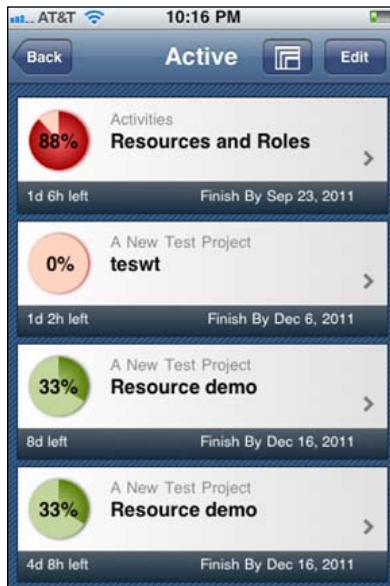 AT&T 10:16 PM
Back Active Edit
Activities
88% Resources and Roles
1d 6h left Finish By Sep 23, 2011
A New Test Project
0% teswt
1d 2h left Finish By Dec 6, 2011
A New Test Project
33% Resource demo
8d left Finish By Dec 16, 2011
A New Test Project
33% Resource demo
4d 8h left Finish By Dec 16, 2011